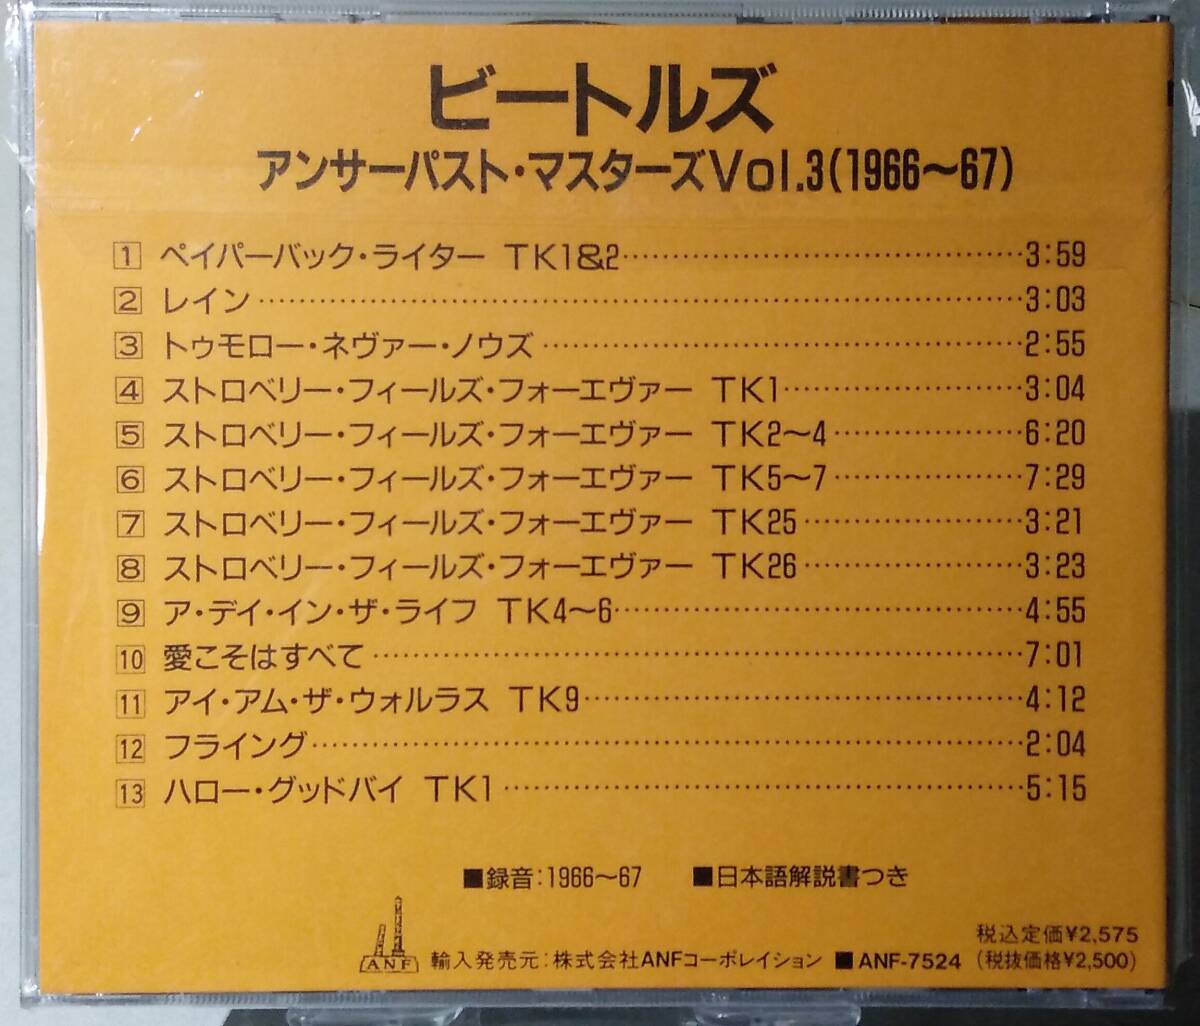 ビートルズ
アンサーパスト・マスターズVol.3(1966〜67)
1 ペイパーバック・ライター TK1&2 3:59
2 レイン 3:03
3 トゥモロー・ネヴァー・ノウズ 2:55
4 ストロベリー・フィールズ・フォーエヴァー TK1 3:04
5 ストロベリー・フィールズ・フォーエヴァー TK2〜4 6:20
6 ストロベリー・フィールズ・フォーエヴァー TK5〜7 7:29
7 ストロベリー・フィールズ・フォーエヴァー TK25 3:21
8 ストロベリー・フィールズ・フォーエヴァー TK26 3:23
9 ア・デイ・イン・ザ・ライフ TK4〜6 4:55
10 愛こそはすべて 7:01
11 アイ・アム・ザ・ウォルラス TK9 4:12
12 フライング 2:04
13 ハロー・グッドバイ TK1 5:15
■録音:1966〜67 ■日本語解説書つき
税込定価¥2,575
ANF 輸入発売元:株式会社ANFコーポレイション ■ANF-7524 (税抜価格¥2,500)